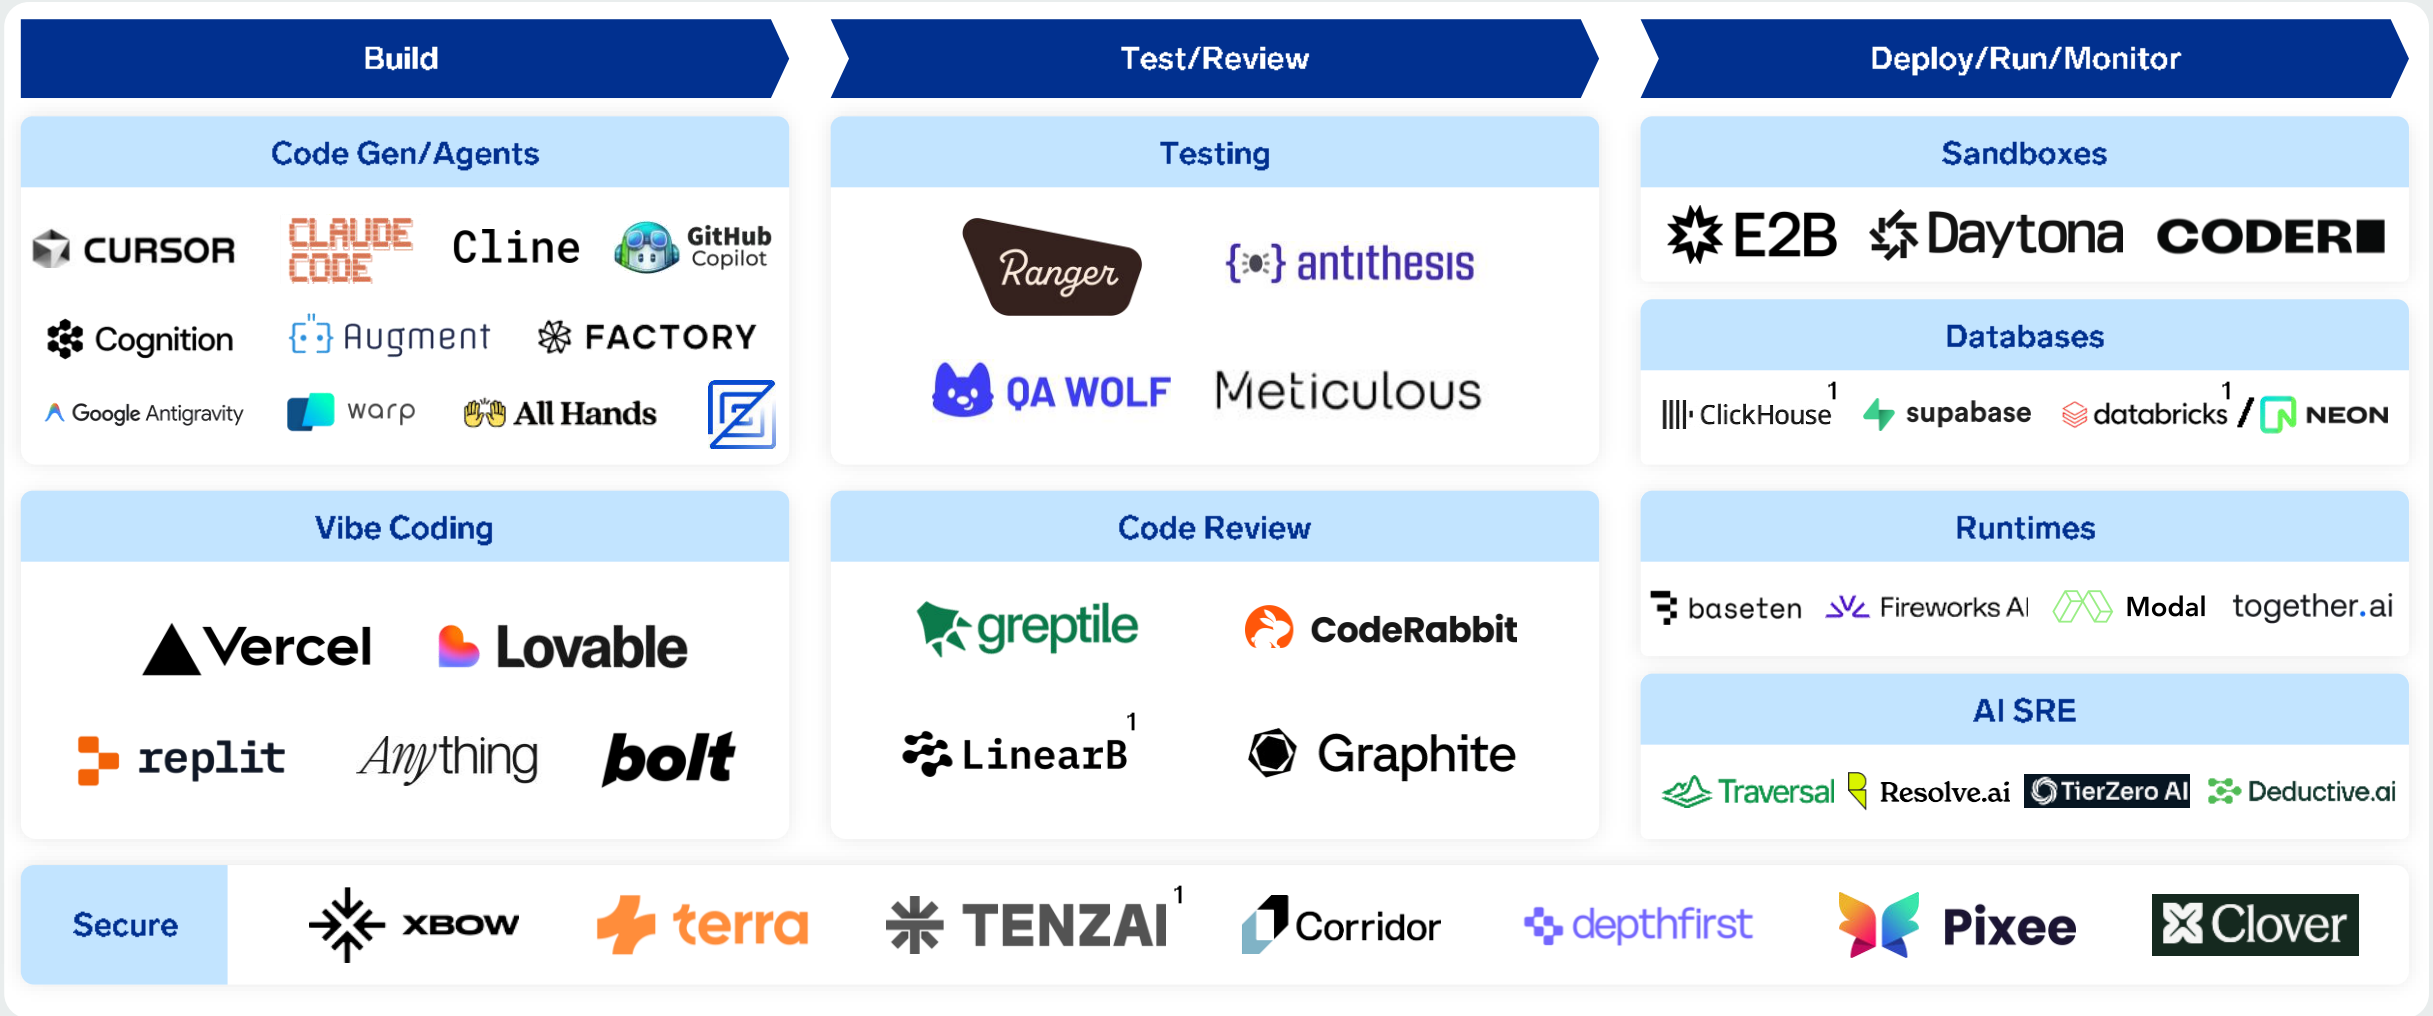 Build
Test/Review
Deploy/Run/Monitor
Code Gen/Agents
CURSOR
CLAUDE CODE
Cline
GitHub Copilot
Cognition
Augment
FACTORY
Google Antigravity
warp
All Hands
Vibe Coding
Vercel
Lovable
replit
Anything
bolt
Testing
Ranger
antithesis
QA WOLF
Meticulous
Code Review
greptile
CodeRabbit
LinearB 1
Graphite
Sandboxes
E2B
Daytona
CODER
Databases
ClickHouse 1
supabase
databricks 1 / NEON
Runtimes
baseten
Fireworks AI
Modal
together.ai
AI SRE
Traversal
Resolve.ai
TierZero AI
Deductive.ai
Secure
XBOW
terra
TENZAI 1
Corridor
depthfirst
Pixee
Clover